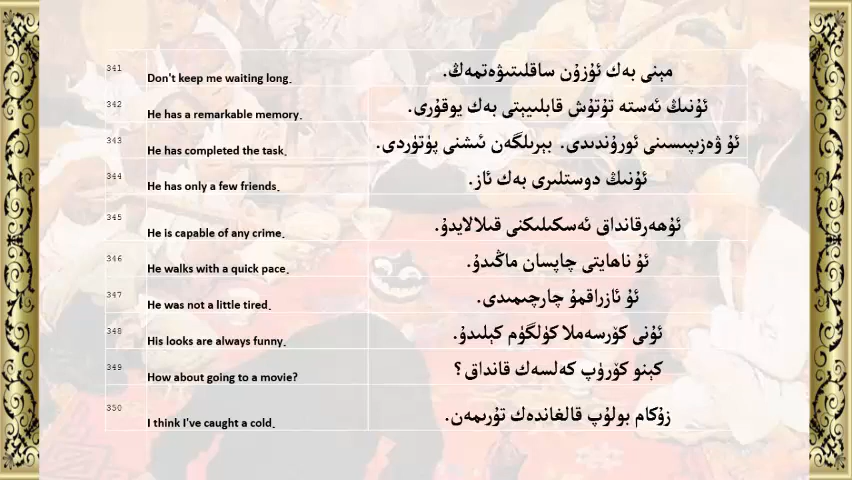 341 Don't keep me waiting long. مېنى بەك ئۇزۇن ساقلىتىۋەتمەڭ.
342 He has a remarkable memory. ئۇنىڭ ئەستە تۇتۇش قابلىيېتى بەك يوقۇرى.
343 He has completed the task. ئۇ ۋەزىپىسىنى ئورۇندىدى. بېرىلگەن ئىشنى پۈتۈردى.
344 He has only a few friends. ئۇنىڭ دوستلىرى بەك ئاز.
345 He is capable of any crime. ئۇھەرقانداق ئەسكىلىكنى قىلالايدۇ.
346 He walks with a quick pace. ئۇ ناھايتى چاپسان ماڭىدۇ.
347 He was not a little tired. ئۇ ئازراقمۇ چارچىمىدى.
348 His looks are always funny. ئۇنى كۆرسەملا كۈلگۈم كېلىدۇ.
349 How about going to a movie? كېنو كۆرۈپ كەلسەك قانداق ؟
350 I think I've caught a cold. زۇكام بولۇپ قالغاندەك تۇرىمەن.